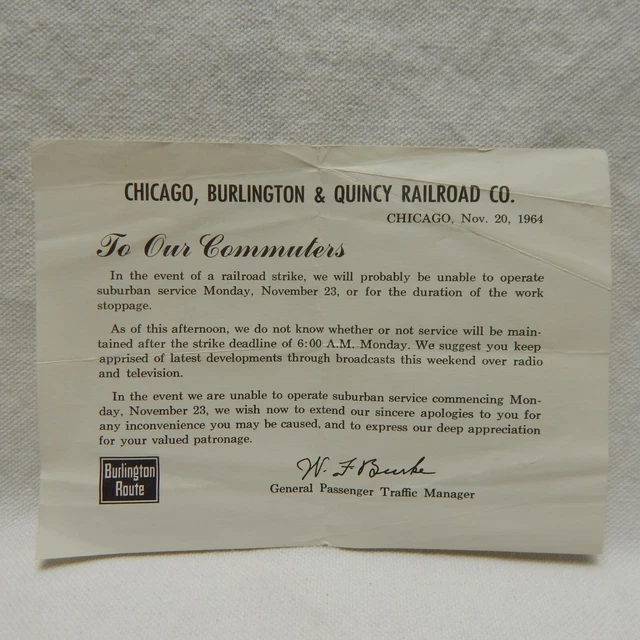 CHICAGO, BURLINGTON & QUINCY RAILROAD CO.
CHICAGO, Nov. 20, 1964
To Our Commuters
In the event of a railroad strike, we will probably be unable to operate
suburban service Monday, November 23, or for the duration of the work
stoppage.
As of this afternoon, we do not know whether or not service will be main-
tained after the strike deadline of 6:00 A.M. Monday. We suggest you keep
apprised of latest developments through broadcasts this weekend over radio
and television.
In the event we are unable to operate suburban service commencing Mon-
day, November 23, we wish now to extend our sincere apologies to you for
any inconvenience you may be caused, and to express our deep appreciation
for your valued patronage.
W. F Burke
General Passenger Traffic Manager
Burlington
Route